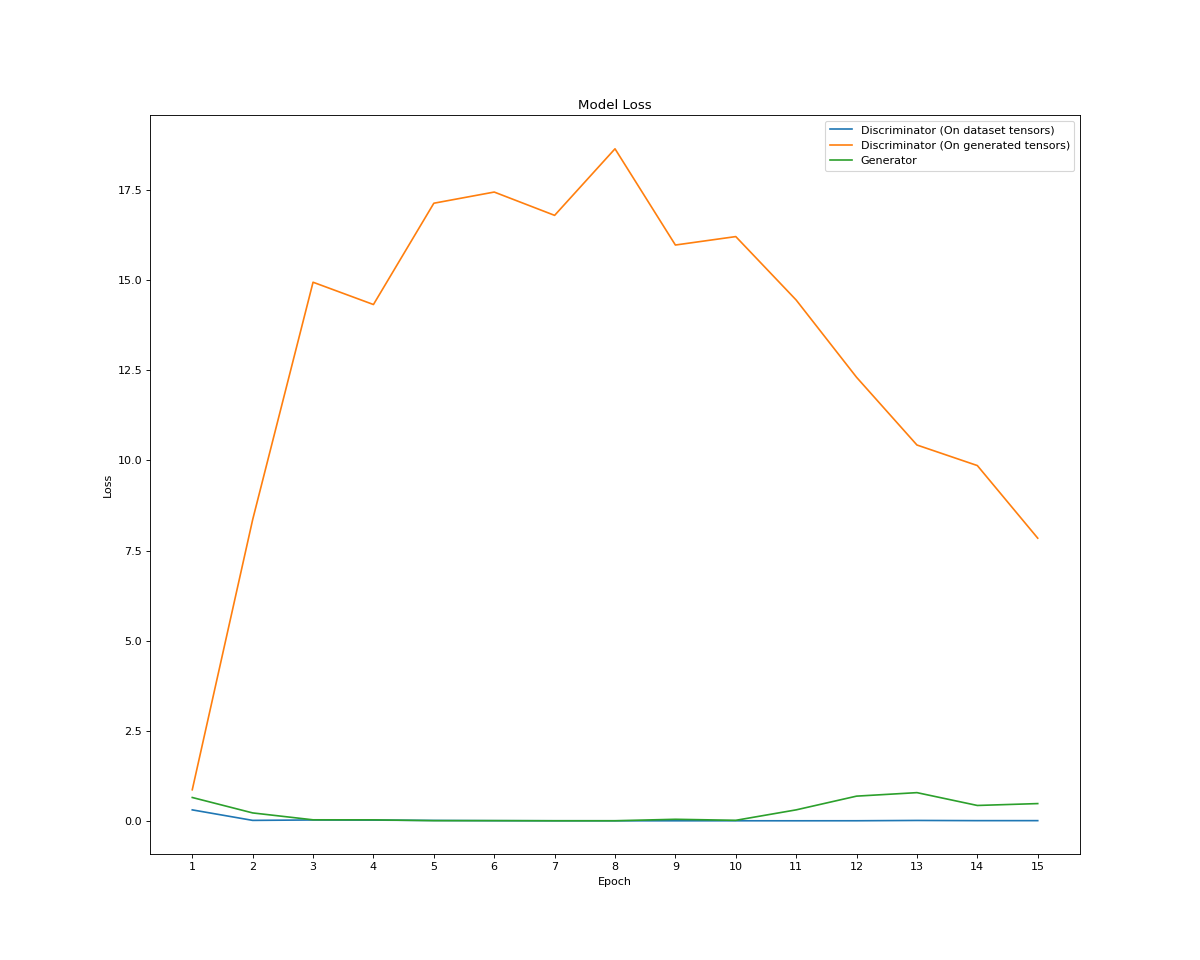 Model Loss
Discriminator (On dataset tensors)
Discriminator (On generated tensors)
Generator
17.5
15.0
12.5
10.0
7.5
5.0
2.5
0.0
Loss
1 2 3 4 5 6 7 8 9 10 11 12 13 14 15
Epoch